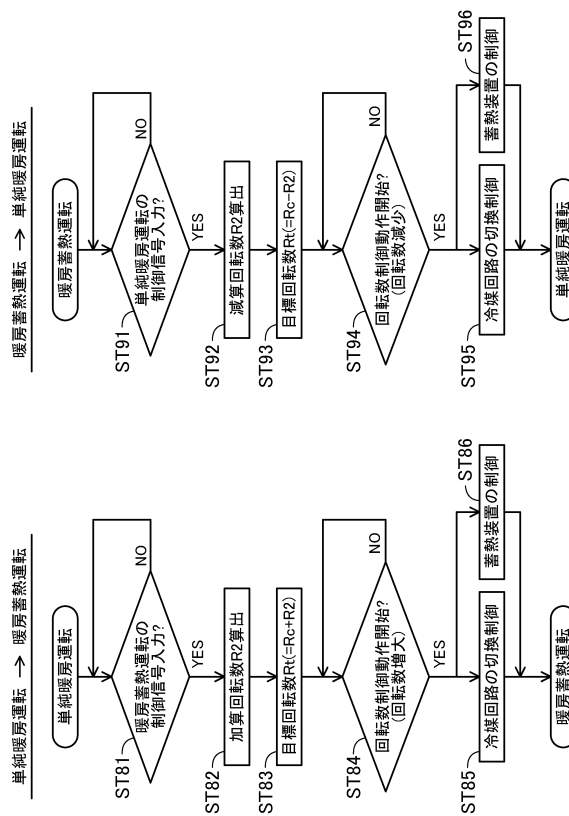 単純暖房運転 → 暖房蓄熱運転
単純暖房運転
ST81
暖房蓄熱運転の
制御信号入力?
NO
YES
ST82
加算回転数R2算出
ST83
目標回転数Rt(=Rc+R2)
ST84
回転数制御動作開始?
(回転数増大)
NO
YES
ST85
冷媒回路の切換制御
ST86
蓄熱装置の制御
暖房蓄熱運転
暖房蓄熱運転 → 単純暖房運転
暖房蓄熱運転
ST91
単純暖房運転の
制御信号入力?
NO
YES
ST92
減算回転数R2算出
ST93
目標回転数Rt(=Rc−R2)
ST94
回転数制御動作開始?
(回転数減少)
NO
YES
ST95
冷媒回路の切換制御
ST96
蓄熱装置の制御
単純暖房運転